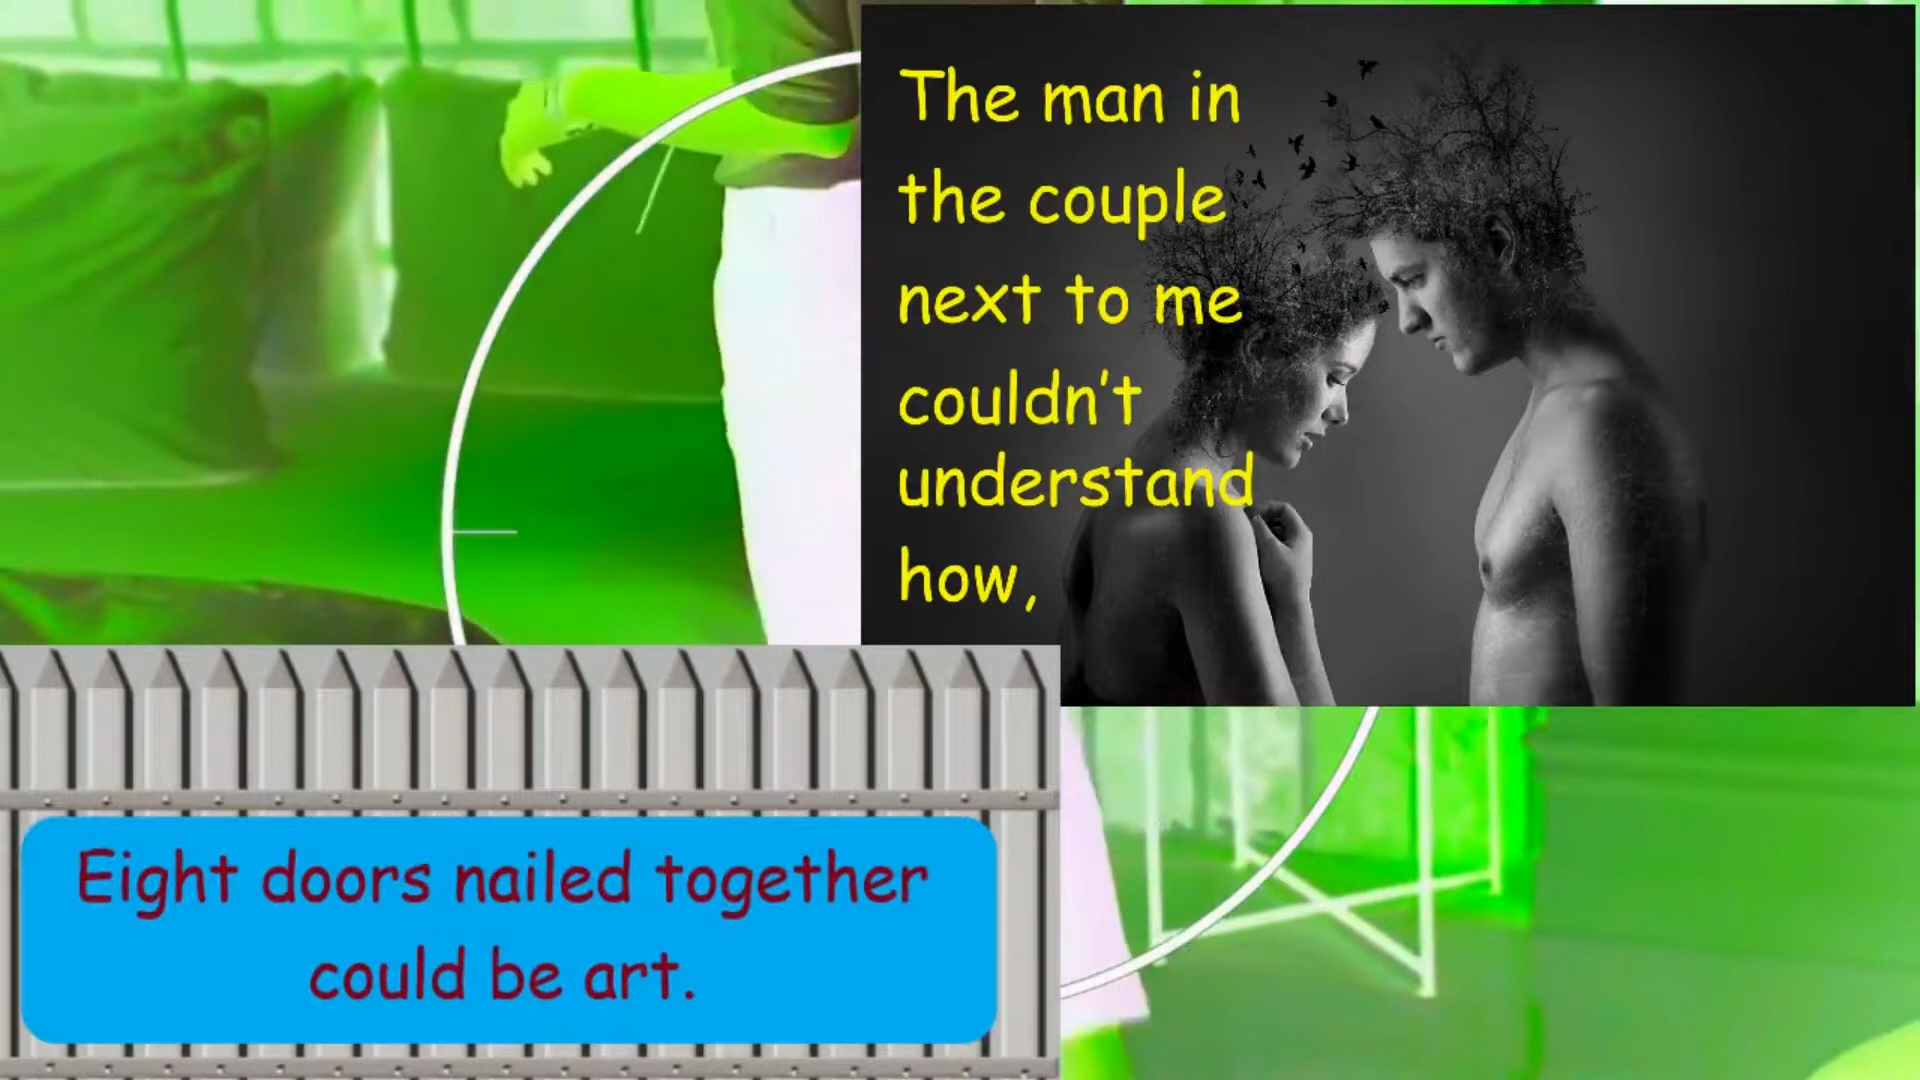 The man in
the couple
next to me
couldn’t
understand
how,
Eight doors nailed together
could be art.